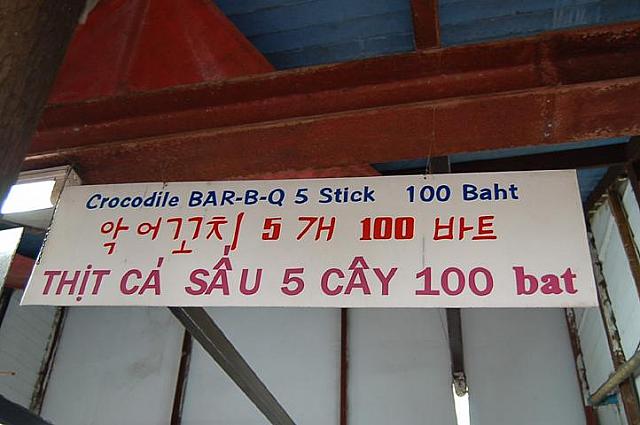 Crocodile BAR-B-Q 5 Stick 100 Baht
악어꼬치 5 개 100 바트
THỊT CÁ SẤU 5 CÂY 100 bat